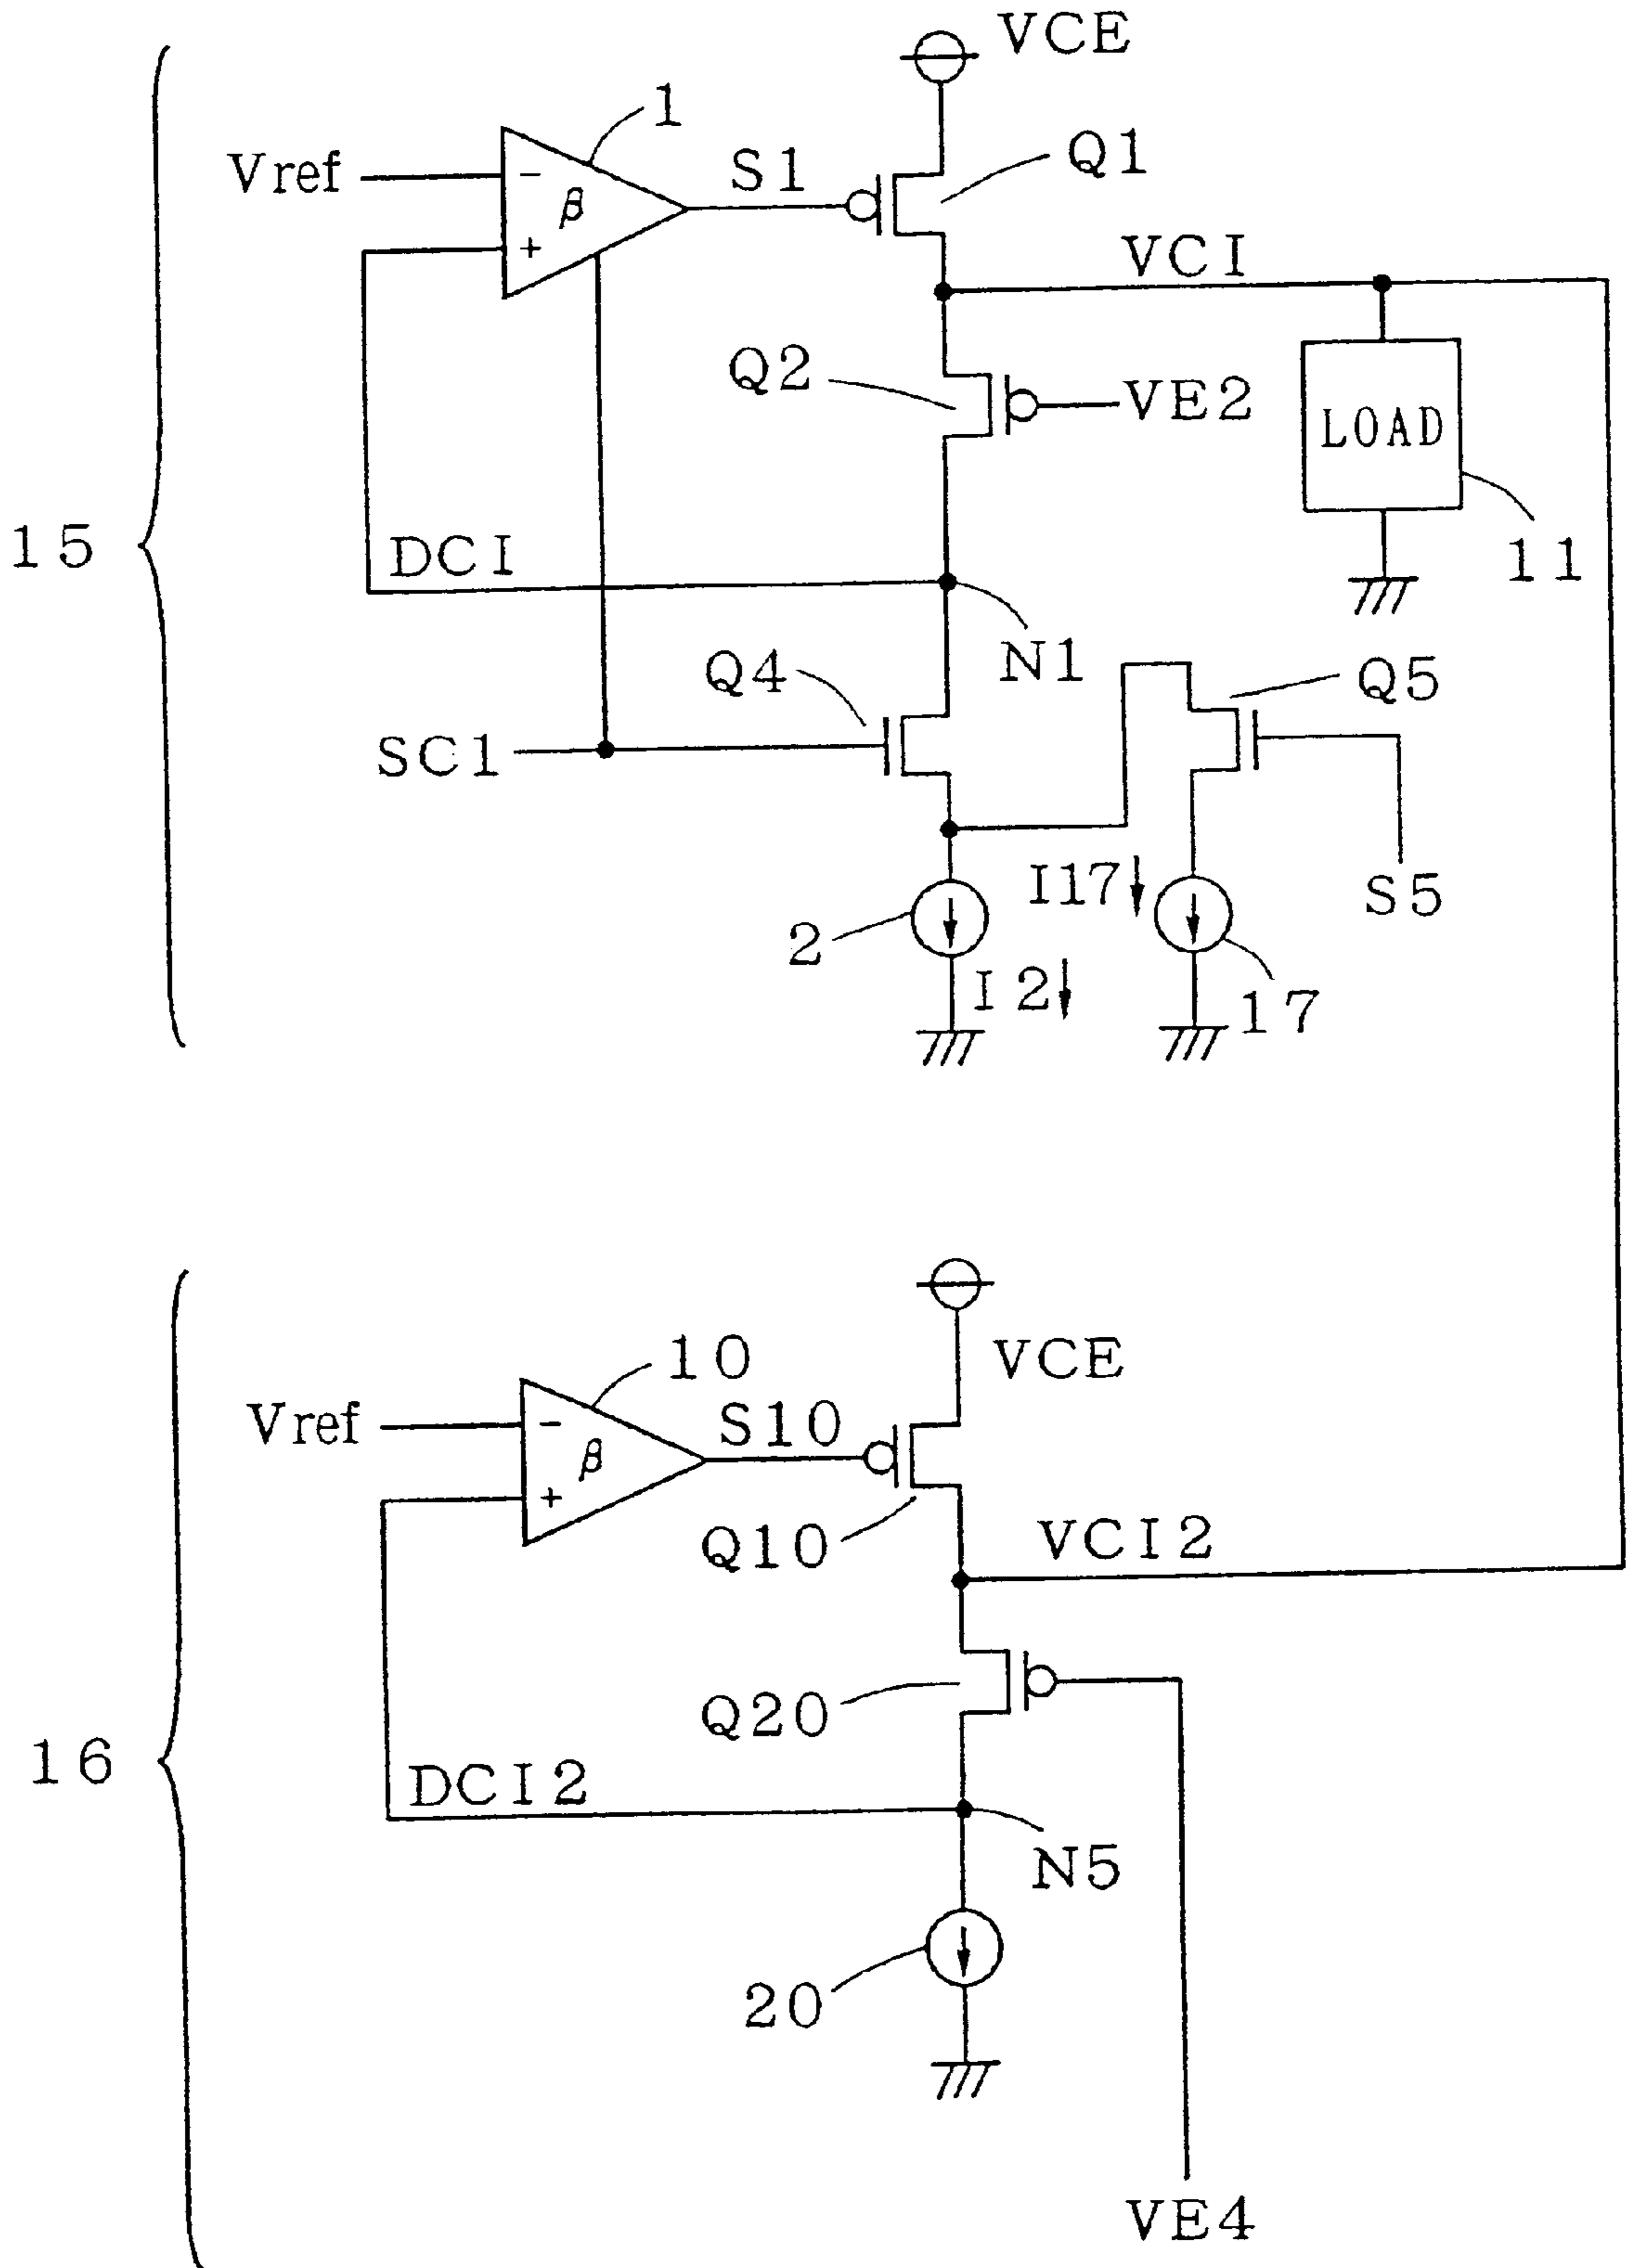 VCE
1
Vref
S1
Q1
−
β
+
VCI
Q2
VE2
LOAD
15
DCI
11
N1
Q4
Q5
SC1
I17
S5
2
I2
17
VCE
10
Vref
S10
−
β
+
Q10
VCI2
Q20
16
DCI2
N5
20
VE4